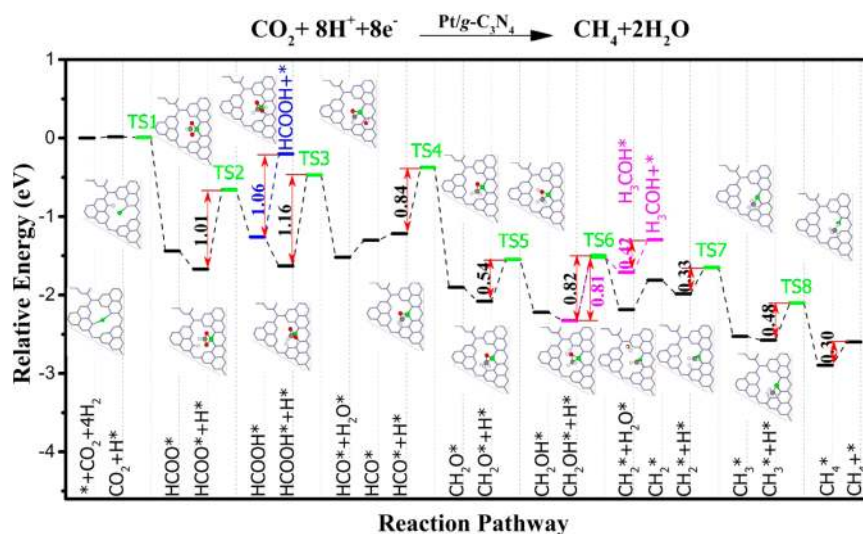 CO₂+ 8H⁺+8e⁻ Pt/g-C₃N₄ CH₄+2H₂O
Relative Energy (eV)
1
0
-1
-2
-3
-4
TS1
TS2
HCOOH+*
TS3
TS4
TS5
TS6
H₃COH*
H₃COH+*
TS7
TS8
1.01
1.06
1.16
0.84
0.54
0.82
0.81
0.42
0.33
0.48
0.30
*+CO₂+4H₂
CO₂+H*
HCOO*
HCOO*+H*
HCOOH*
HCOOH*+H*
HCO*+H₂O*
HCO*
HCO*+H*
CH₂O*
CH₂O*+H*
CH₂OH*
CH₂OH*+H*
CH₂*+H₂O*
CH₂*
CH₂*+H*
CH₃*
CH₃*+H*
CH₄*
CH₄+*
Reaction Pathway